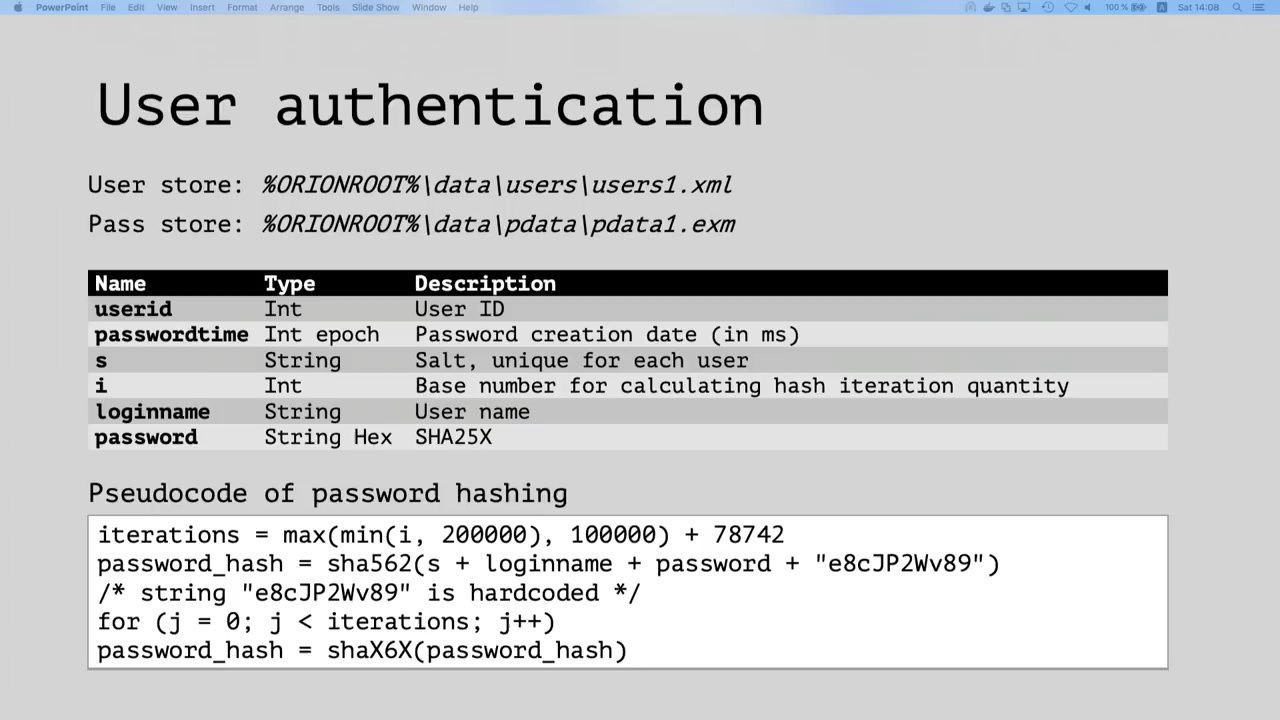 PowerPoint File Edit View Insert Format Arrange Tools Slide Show Window Help 100 % A Sat 14:08
User authentication
User store: %ORIONROOT%\data\users\users1.xml
Pass store: %ORIONROOT%\data\pdata\pdata1.exm
Name Type Description
userid Int User ID
passwordtime Int epoch Password creation date (in ms)
s String Salt, unique for each user
i Int Base number for calculating hash iteration quantity
loginname String User name
password String Hex SHA25X
Pseudocode of password hashing
iterations = max(min(i, 200000), 100000) + 78742
password_hash = sha562(s + loginname + password + "e8cJP2Wv89")
/* string "e8cJP2Wv89" is hardcoded */
for (j = 0; j < iterations; j++)
password_hash = shaX6X(password_hash)